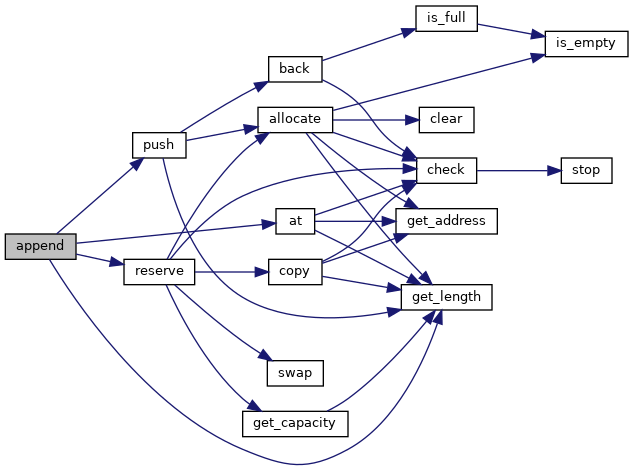 is_full
is_empty
back
allocate
clear
push
check
stop
at
get_address
append
reserve
copy
get_length
swap
get_capacity